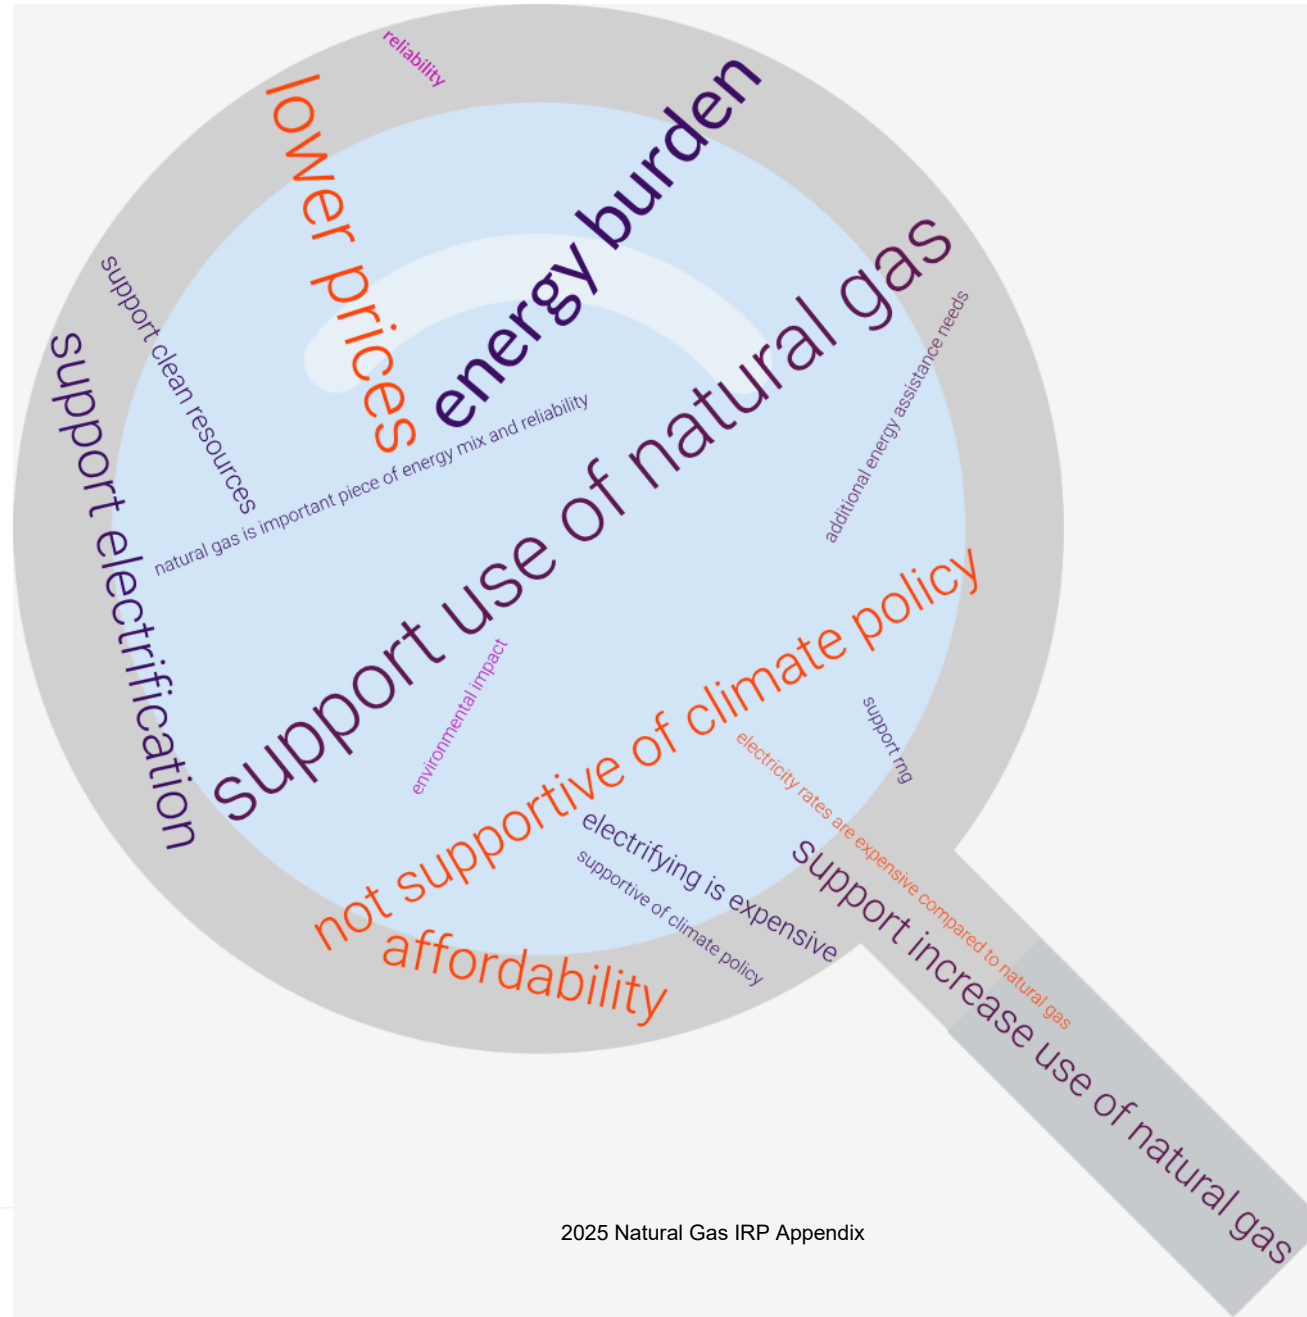 reliability
lower prices
energy burden
support use of natural gas
support clean resources
additional energy assistance needs
support electrification
natural gas is important piece of energy mix and reliability
not supportive of climate policy
environmental impact
support rng
electricity rates are expensive compared to natural gas
electrifying is expensive
support increase use of natural gas
supportive of climate policy
affordability
2025 Natural Gas IRP Appendix